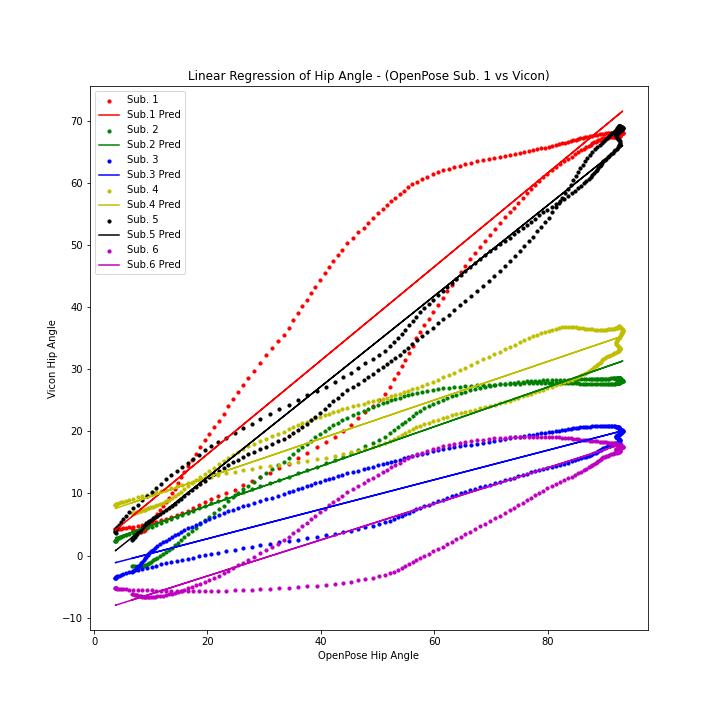 Linear Regression of Hip Angle - (OpenPose Sub. 1 vs Vicon)
Sub. 1
Sub.1 Pred
Sub. 2
Sub.2 Pred
Sub. 3
Sub.3 Pred
Sub. 4
Sub.4 Pred
Sub. 5
Sub.5 Pred
Sub. 6
Sub.6 Pred
Vicon Hip Angle
70
60
50
40
30
20
10
0
−10
0 20 40 60 80
OpenPose Hip Angle